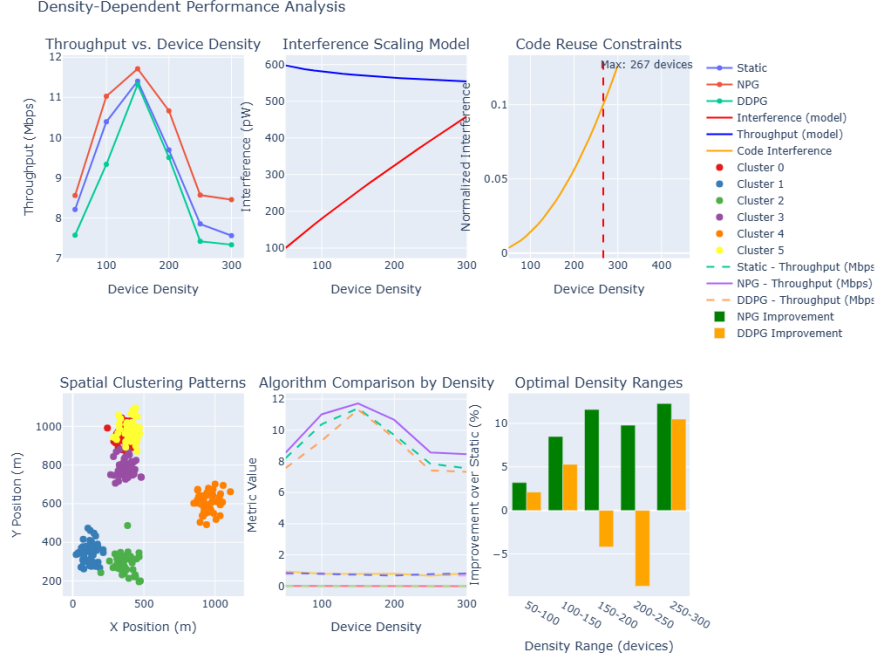 Density-Dependent Performance Analysis
Throughput vs. Device Density
Interference Scaling Model
Code Reuse Constraints
Throughput (Mbps)
12
11
10
9
8
7
100
200
300
Device Density
Interference (pW)
600
500
400
300
200
100
100
200
300
Device Density
Normalized Interference
0.1
0.05
0
100
200
300
400
Device Density
Max: 267 devices
Static
NPG
DDPG
Interference (model)
Throughput (model)
Code Interference
Cluster 0
Cluster 1
Cluster 2
Cluster 3
Cluster 4
Cluster 5
Static - Throughput (Mbps
NPG - Throughput (Mbps)
DDPG - Throughput (Mbps
NPG Improvement
DDPG Improvement
Spatial Clustering Patterns
Algorithm Comparison by Density
Optimal Density Ranges
Y Position (m)
1000
800
600
400
200
0
500
1000
X Position (m)
Metric Value
12
10
8
6
4
2
0
100
200
300
Device Density
Improvement over Static (%)
10
5
0
−5
50-100
100-150
150-200
200-250
250-300
Density Range (devices)